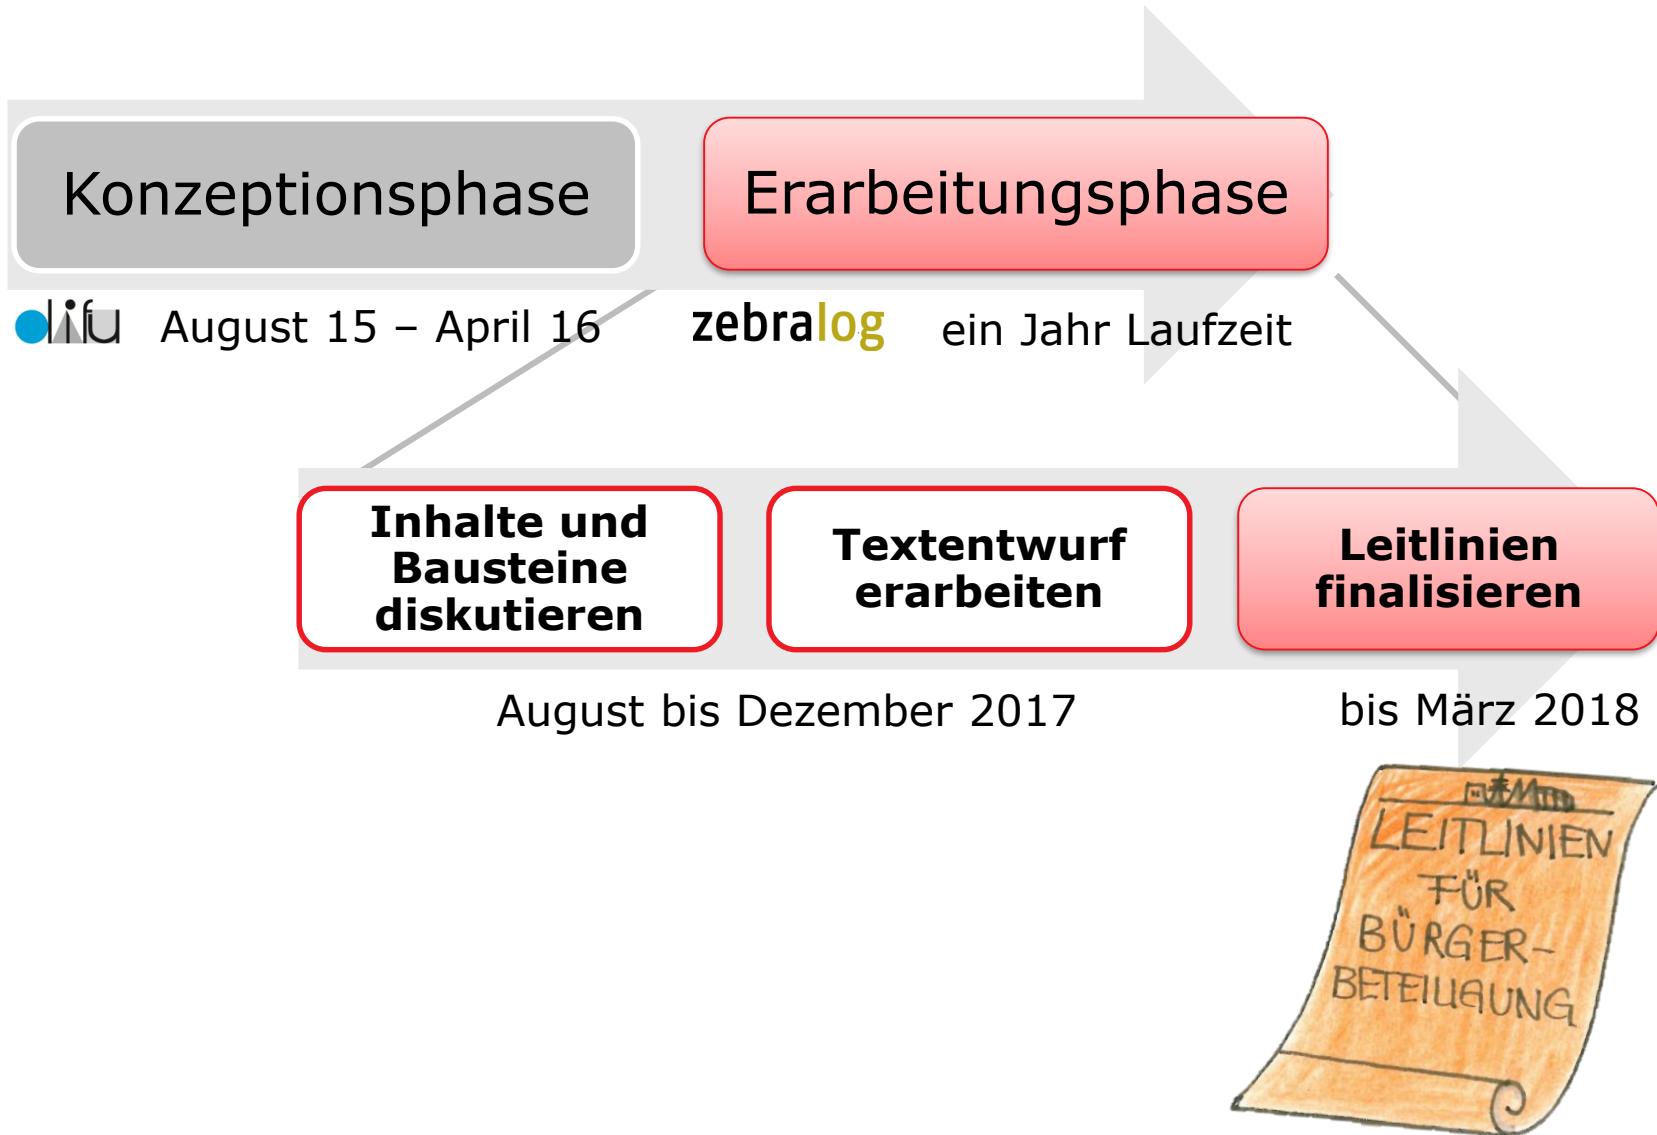 Konzeptionsphase
Erarbeitungsphase
difu
August 15 – April 16
zebralog
ein Jahr Laufzeit
Inhalte und
Bausteine
diskutieren
Textentwurf
erarbeiten
Leitlinien
finalisieren
August bis Dezember 2017
bis März 2018
LEITLINIEN
FÜR
BÜRGER-
BETEILIGUNG